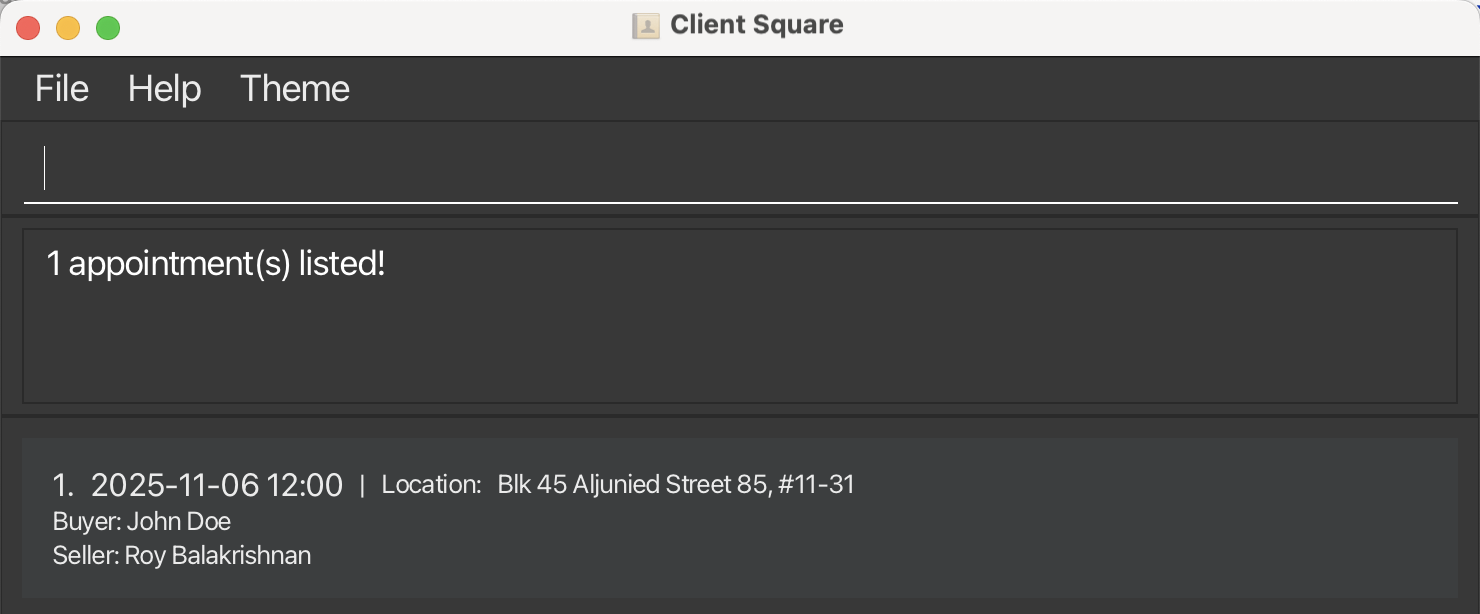 Client Square
File Help Theme
1 appointment(s) listed!
1. 2025-11-06 12:00 | Location: Blk 45 Aljunied Street 85, #11-31
Buyer: John Doe
Seller: Roy Balakrishnan